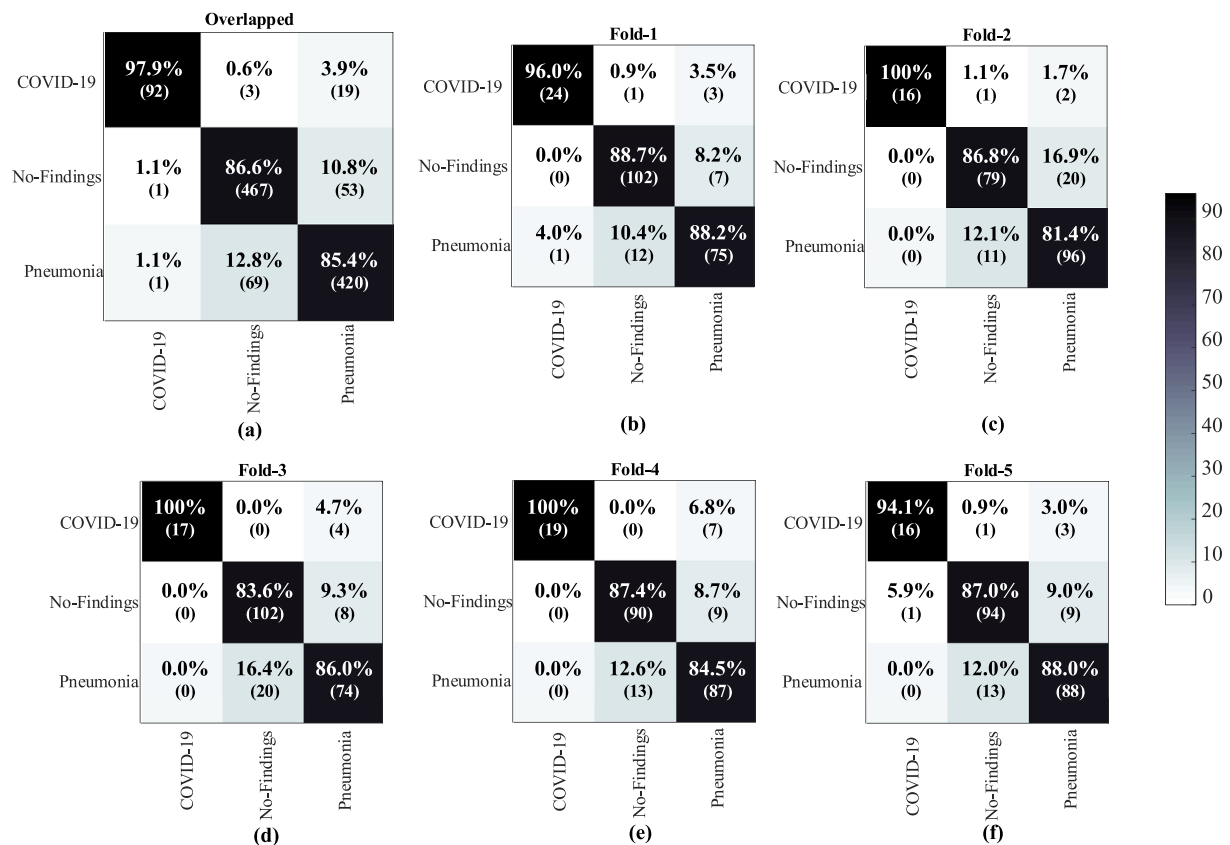 Overlapped
COVID-19 97.9% 0.6% 3.9%
(92) (3) (19)
No-Findings 1.1% 86.6% 10.8%
(1) (467) (53)
Pneumonia 1.1% 12.8% 85.4%
(1) (69) (420)
COVID-19 No-Findings Pneumonia
(a)
Fold-1
COVID-19 96.0% 0.9% 3.5%
(24) (1) (3)
No-Findings 0.0% 88.7% 8.2%
(0) (102) (7)
Pneumonia 4.0% 10.4% 88.2%
(1) (12) (75)
COVID-19 No-Findings Pneumonia
(b)
Fold-2
COVID-19 100% 1.1% 1.7%
(16) (1) (2)
No-Findings 0.0% 86.8% 16.9%
(0) (79) (20)
Pneumonia 0.0% 12.1% 81.4%
(0) (11) (96)
COVID-19 No-Findings Pneumonia
(c)
Fold-3
COVID-19 100% 0.0% 4.7%
(17) (0) (4)
No-Findings 0.0% 83.6% 9.3%
(0) (102) (8)
Pneumonia 0.0% 16.4% 86.0%
(0) (20) (74)
COVID-19 No-Findings Pneumonia
(d)
Fold-4
COVID-19 100% 0.0% 6.8%
(19) (0) (7)
No-Findings 0.0% 87.4% 8.7%
(0) (90) (9)
Pneumonia 0.0% 12.6% 84.5%
(0) (13) (87)
COVID-19 No-Findings Pneumonia
(e)
Fold-5
COVID-19 94.1% 0.9% 3.0%
(16) (1) (3)
No-Findings 5.9% 87.0% 9.0%
(1) (94) (9)
Pneumonia 0.0% 12.0% 88.0%
(0) (13) (88)
COVID-19 No-Findings Pneumonia
(f)
90
80
70
60
50
40
30
20
10
0